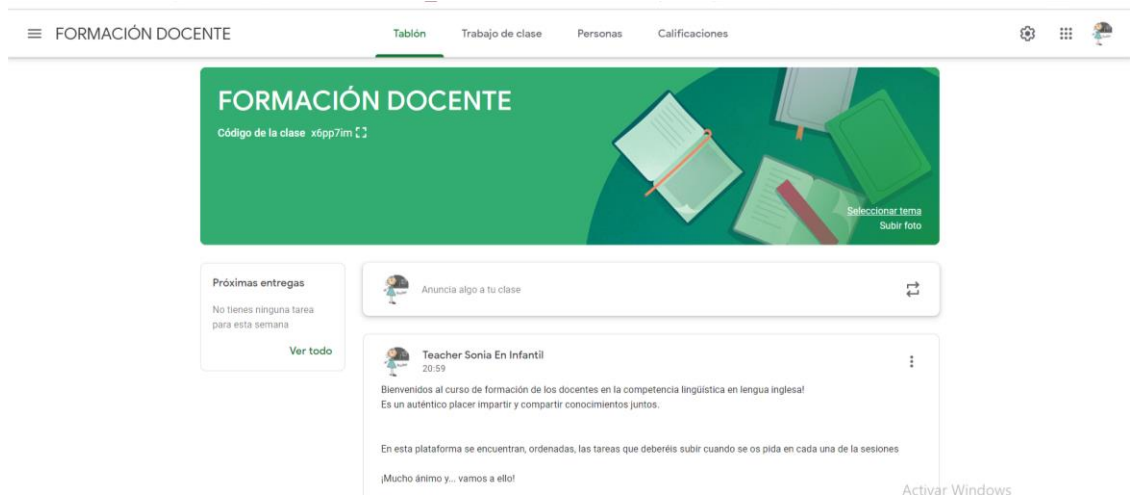 FORMACIÓN DOCENTE
Tablón Trabajo de clase Personas Calificaciones
FORMACIÓN DOCENTE
Código de la clase x6pp7im
Seleccionar tema
Subir foto
Próximas entregas
No tienes ninguna tarea
para esta semana
Ver todo
Anuncia algo a tu clase
Teacher Sonia En Infantil
20:59
Bienvenidos al curso de formación de los docentes en la competencia lingüística en lengua inglesa!
Es un auténtico placer impartir y compartir conocimientos juntos.
En esta plataforma se encuentran, ordenadas, las tareas que deberéis subir cuando se os pida en cada una de la sesiones
¡Mucho ánimo y... vamos a ello!
Activar Windows